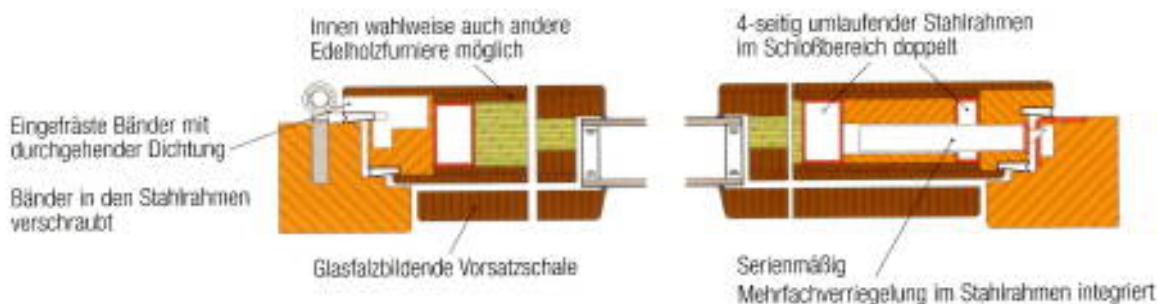 Innen wahlweise auch andere
Edelholzfurniere möglich
4-seitig umlaufender Stahlrahmen
im Schloßbereich doppelt
Eingefräste Bänder mit
durchgehender Dichtung
Bänder in den Stahlrahmen
verschraubt
Glasfalzbildende Vorsatzschale
Serienmäßig
Mehrfachverriegelung im Stahlrahmen integriert